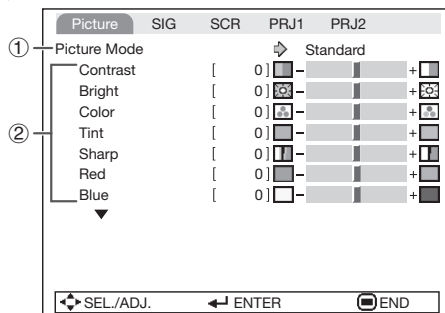 Picture SIG SCR PRJ1 PRJ2
① Picture Mode Standard
② Contrast [ 0 ] - +
Bright [ 0 ] - +
Color [ 0 ] - +
Tint [ 0 ] - +
Sharp [ 0 ] - +
Red [ 0 ] - +
Blue [ 0 ] - +
SEL./ADJ. ENTER END